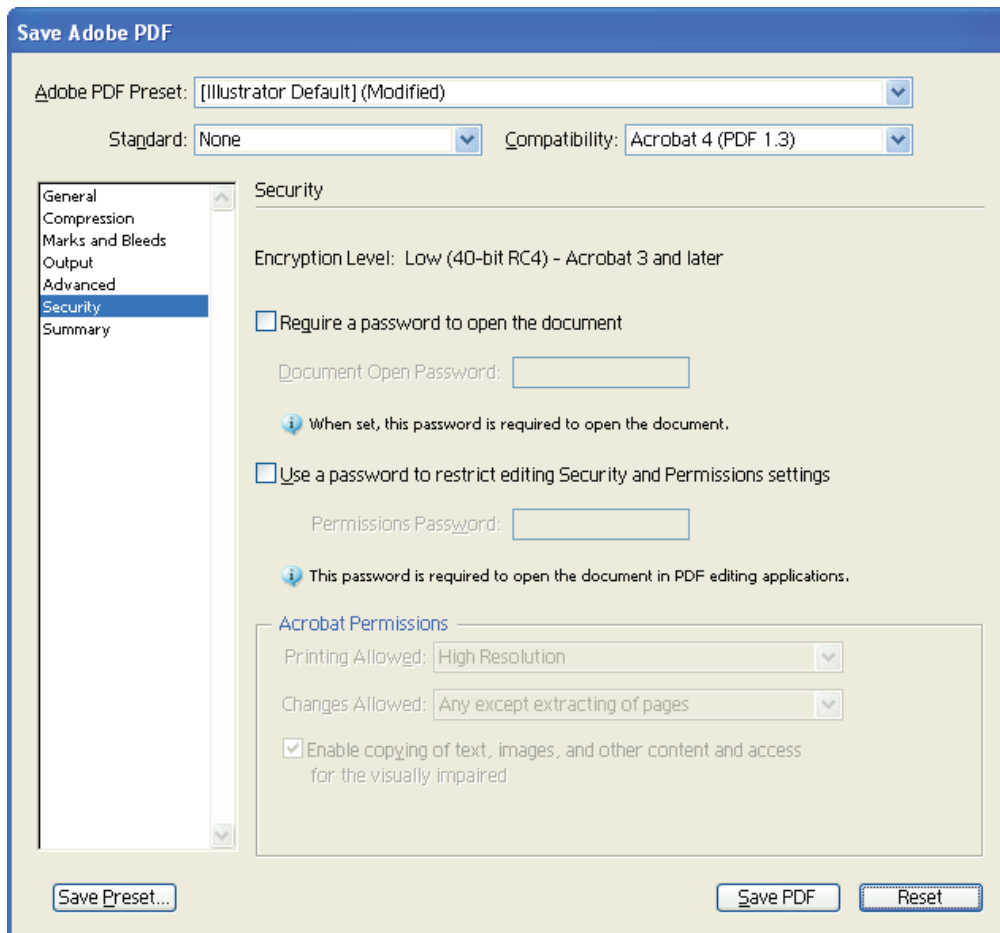 Save Adobe PDF
Adobe PDF Preset: [Illustrator Default] (Modified)
Standard: None Compatibility: Acrobat 4 (PDF 1.3)
General
Compression
Marks and Bleeds
Output
Advanced
Security
Summary
Security
Encryption Level: Low (40-bit RC4) - Acrobat 3 and later
Require a password to open the document
Document Open Password:
When set, this password is required to open the document.
Use a password to restrict editing Security and Permissions settings
Permissions Password:
This password is required to open the document in PDF editing applications.
Acrobat Permissions
Printing Allowed: High Resolution
Changes Allowed: Any except extracting of pages
Enable copying of text, images, and other content and access
for the visually impaired
Save Preset... Save PDF Reset